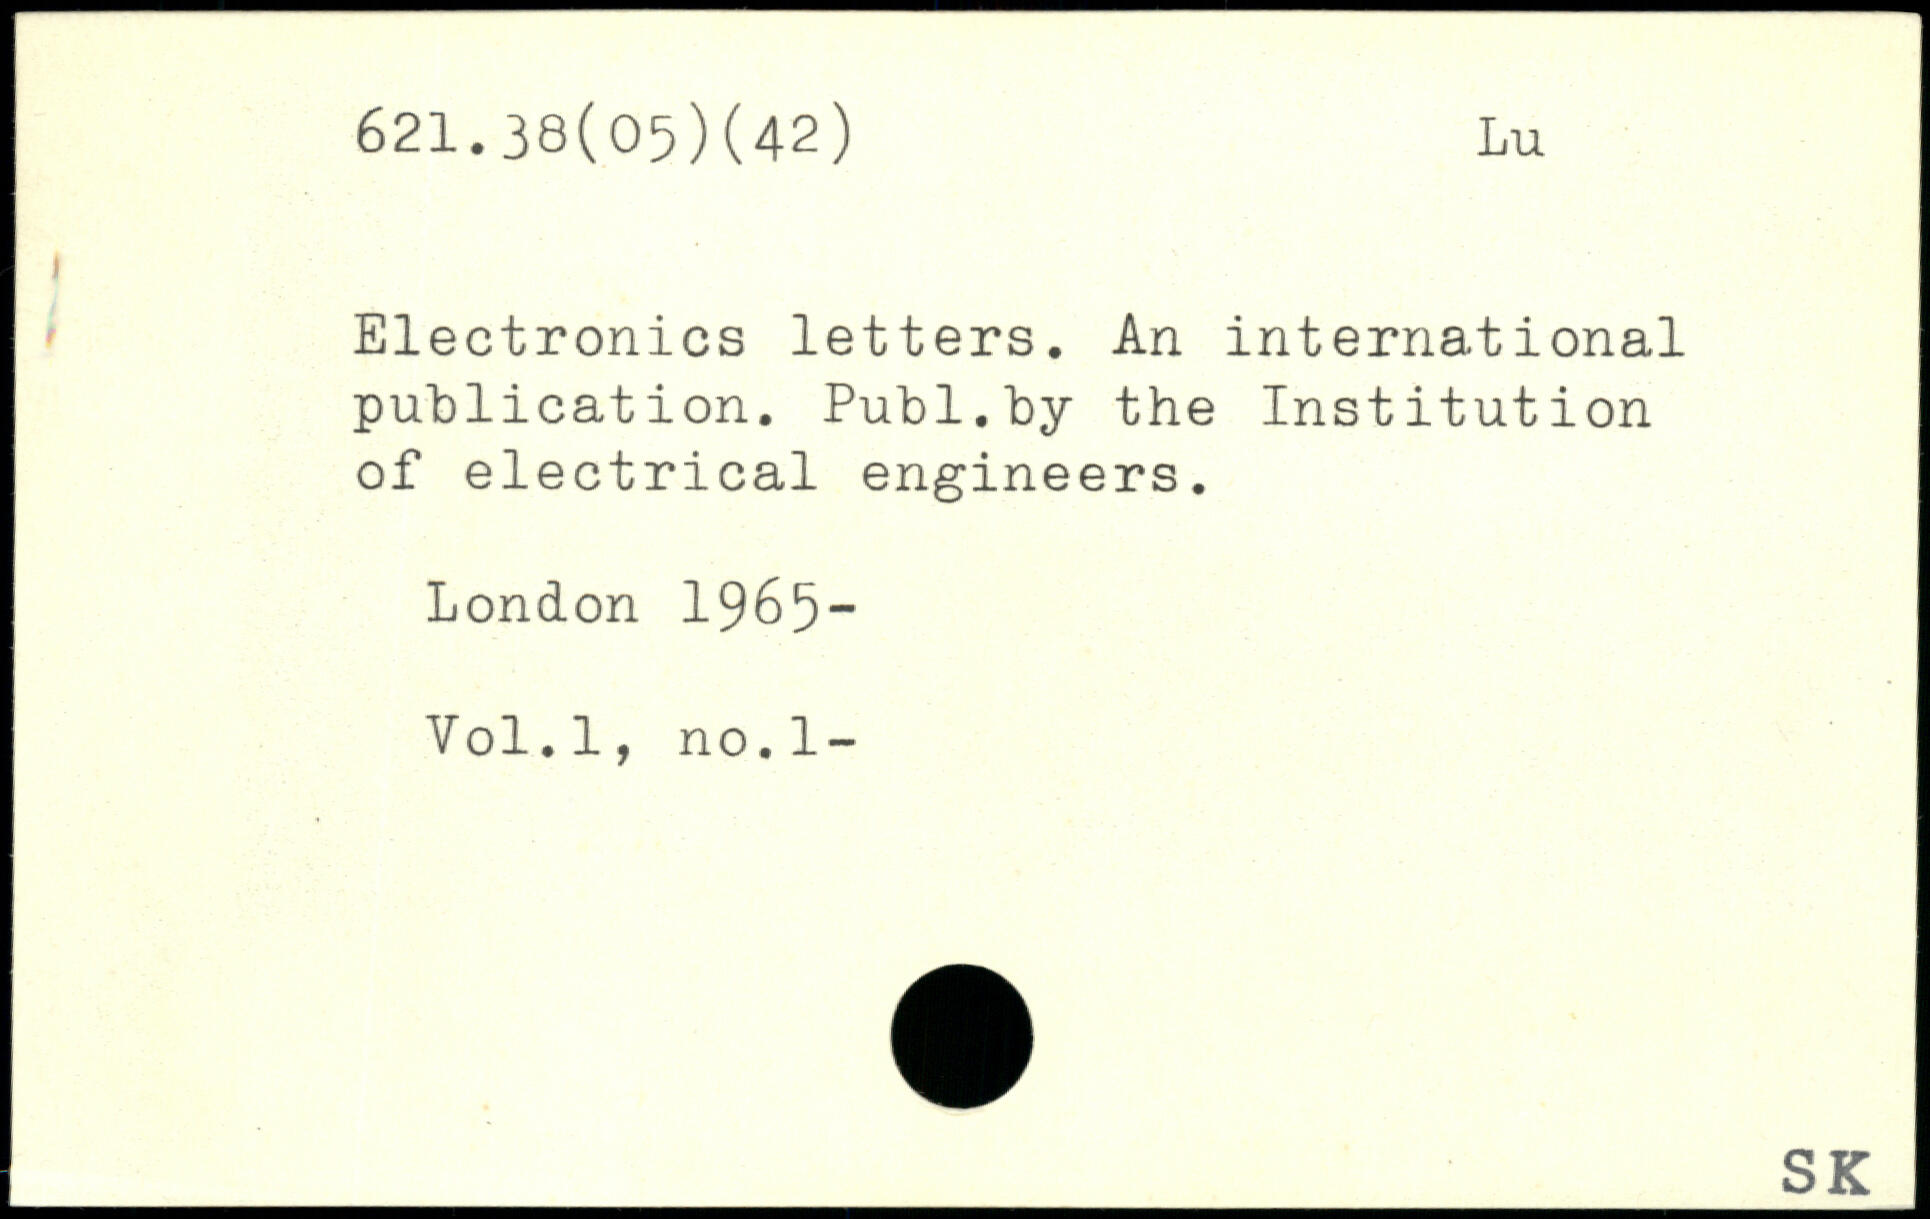 621.38(05)(42) Lu
Electronics letters. An international
publication. Publ.by the Institution
of electrical engineers.
London 1965-
Vol.1, no.1-
SK